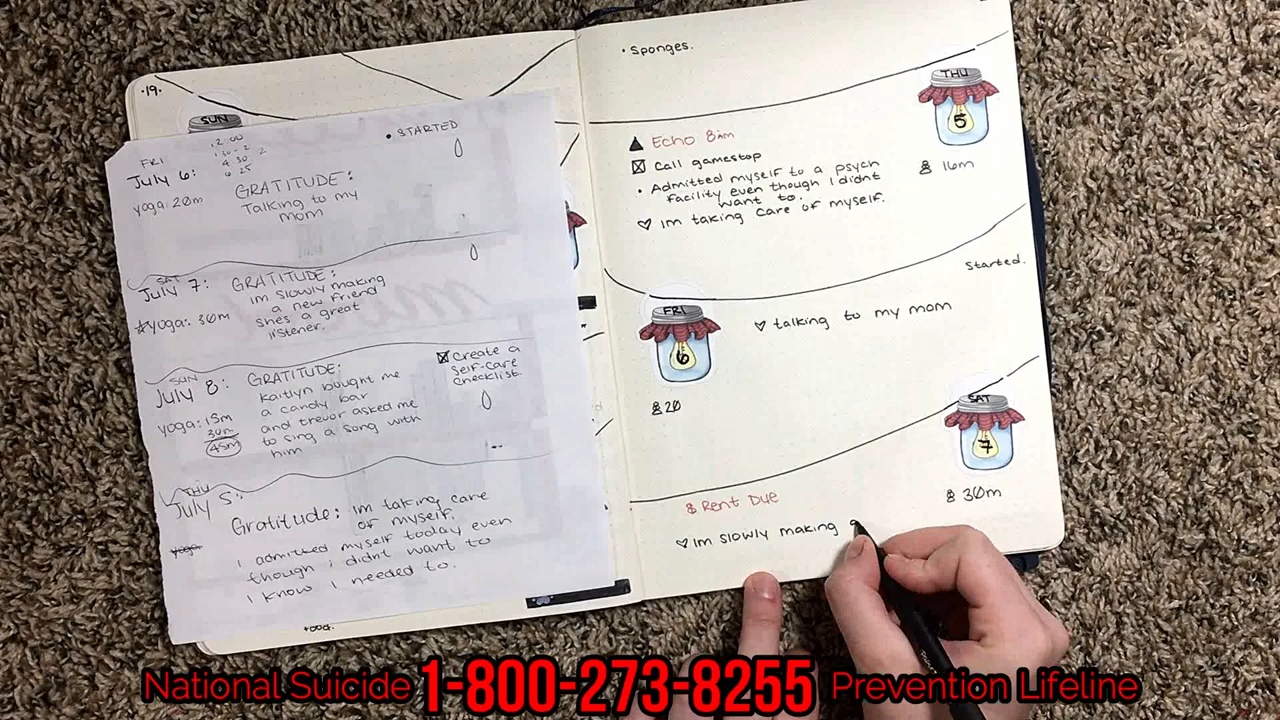 .19.
SUN
FRI
July 6:
yoga: 20m
12:00
4:30
• STARTED
GRATITUDE:
Talking to my
mom
SAT
July 7:
*yoga: 30m
GRATITUDE:
Im slowly making
a new friend
shes a great
listener.
SUN
July 8:
yoga: 15m
30m
45m
GRATITUDE:
Kaitlyn bought me
a candy bar
and trevor asked me
to sing a song with
him
Create a
self-care
checklist.
THU
July 5:
yoga
Gratitude: Im taking care
of myself.
I admitted myself today even
though i didnt want to
I know I needed to.
food.
• Sponges.
THU
5
16m
Echo 8am
Call gamestop
• Admitted myself to a psych
facility even though I didnt
want to.
♡ Im taking care of myself.
Started.
FRI
6
20
♡ talking to my mom
SAT
7
30m
$ Rent Due
♡ Im slowly making a
National Suicide 1-800-273-8255 Prevention Lifeline